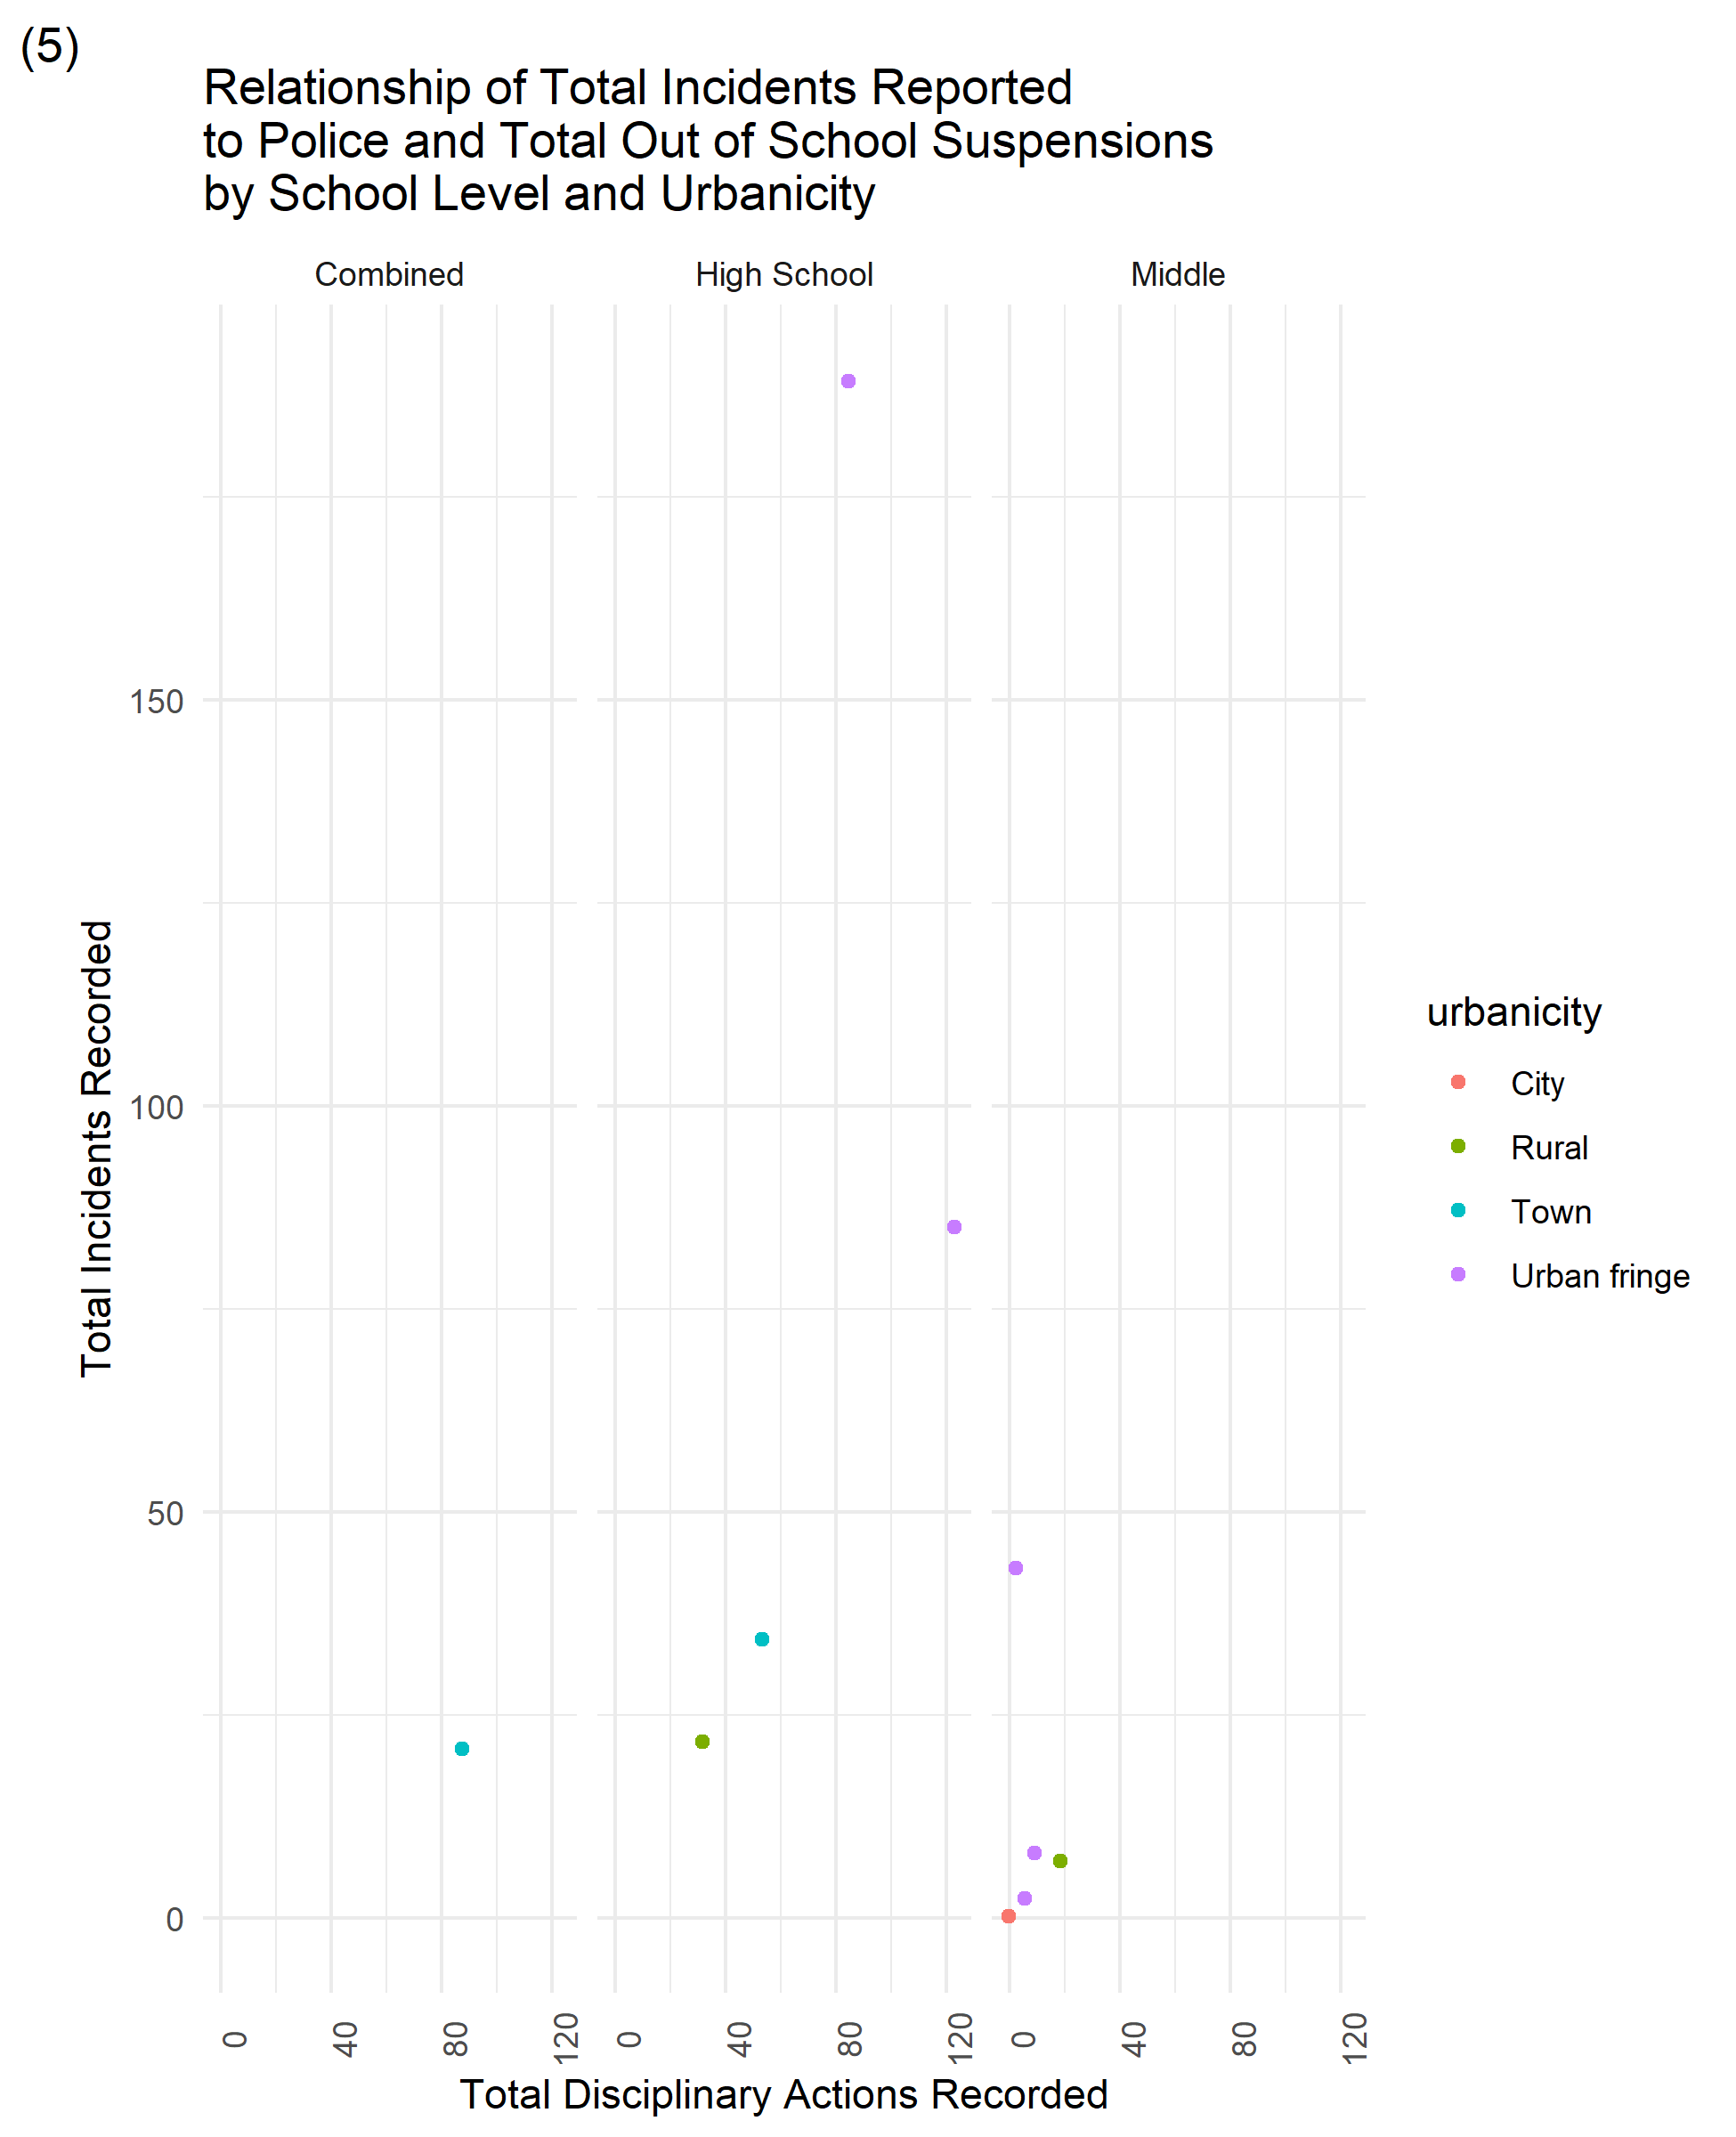 (5)
Relationship of Total Incidents Reported
to Police and Total Out of School Suspensions
by School Level and Urbanicity
Combined
High School
Middle
150
100
50
0
Total Incidents Recorded
0
40
80
120
0
40
80
120
0
40
80
120
Total Disciplinary Actions Recorded
urbanicity
City
Rural
Town
Urban fringe